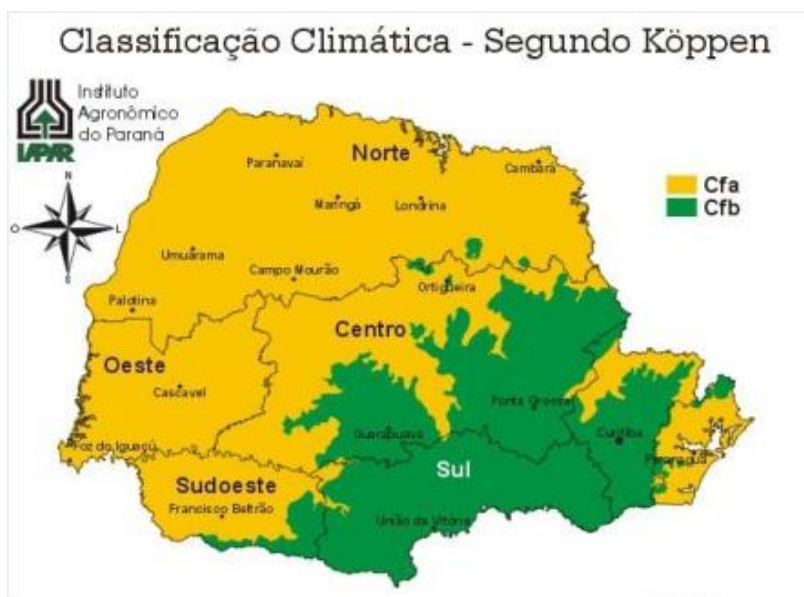 Classificação Climática - Segundo Köppen
Instituto
Agronômico
do Paraná
IAPAR
N
O
L
S
Cfa
Cfb
Norte
Paranavaí
Cambará
Maringá
Londrina
Umuarama
Campo Mourão
Ortigueira
Palotina
Centro
Oeste
Cascavel
Ponta Grossa
Guarapuava
Curitiba
Foz do Iguaçú
Paranaguá
Sul
Sudoeste
Francisco Beltrão
União da Vitória